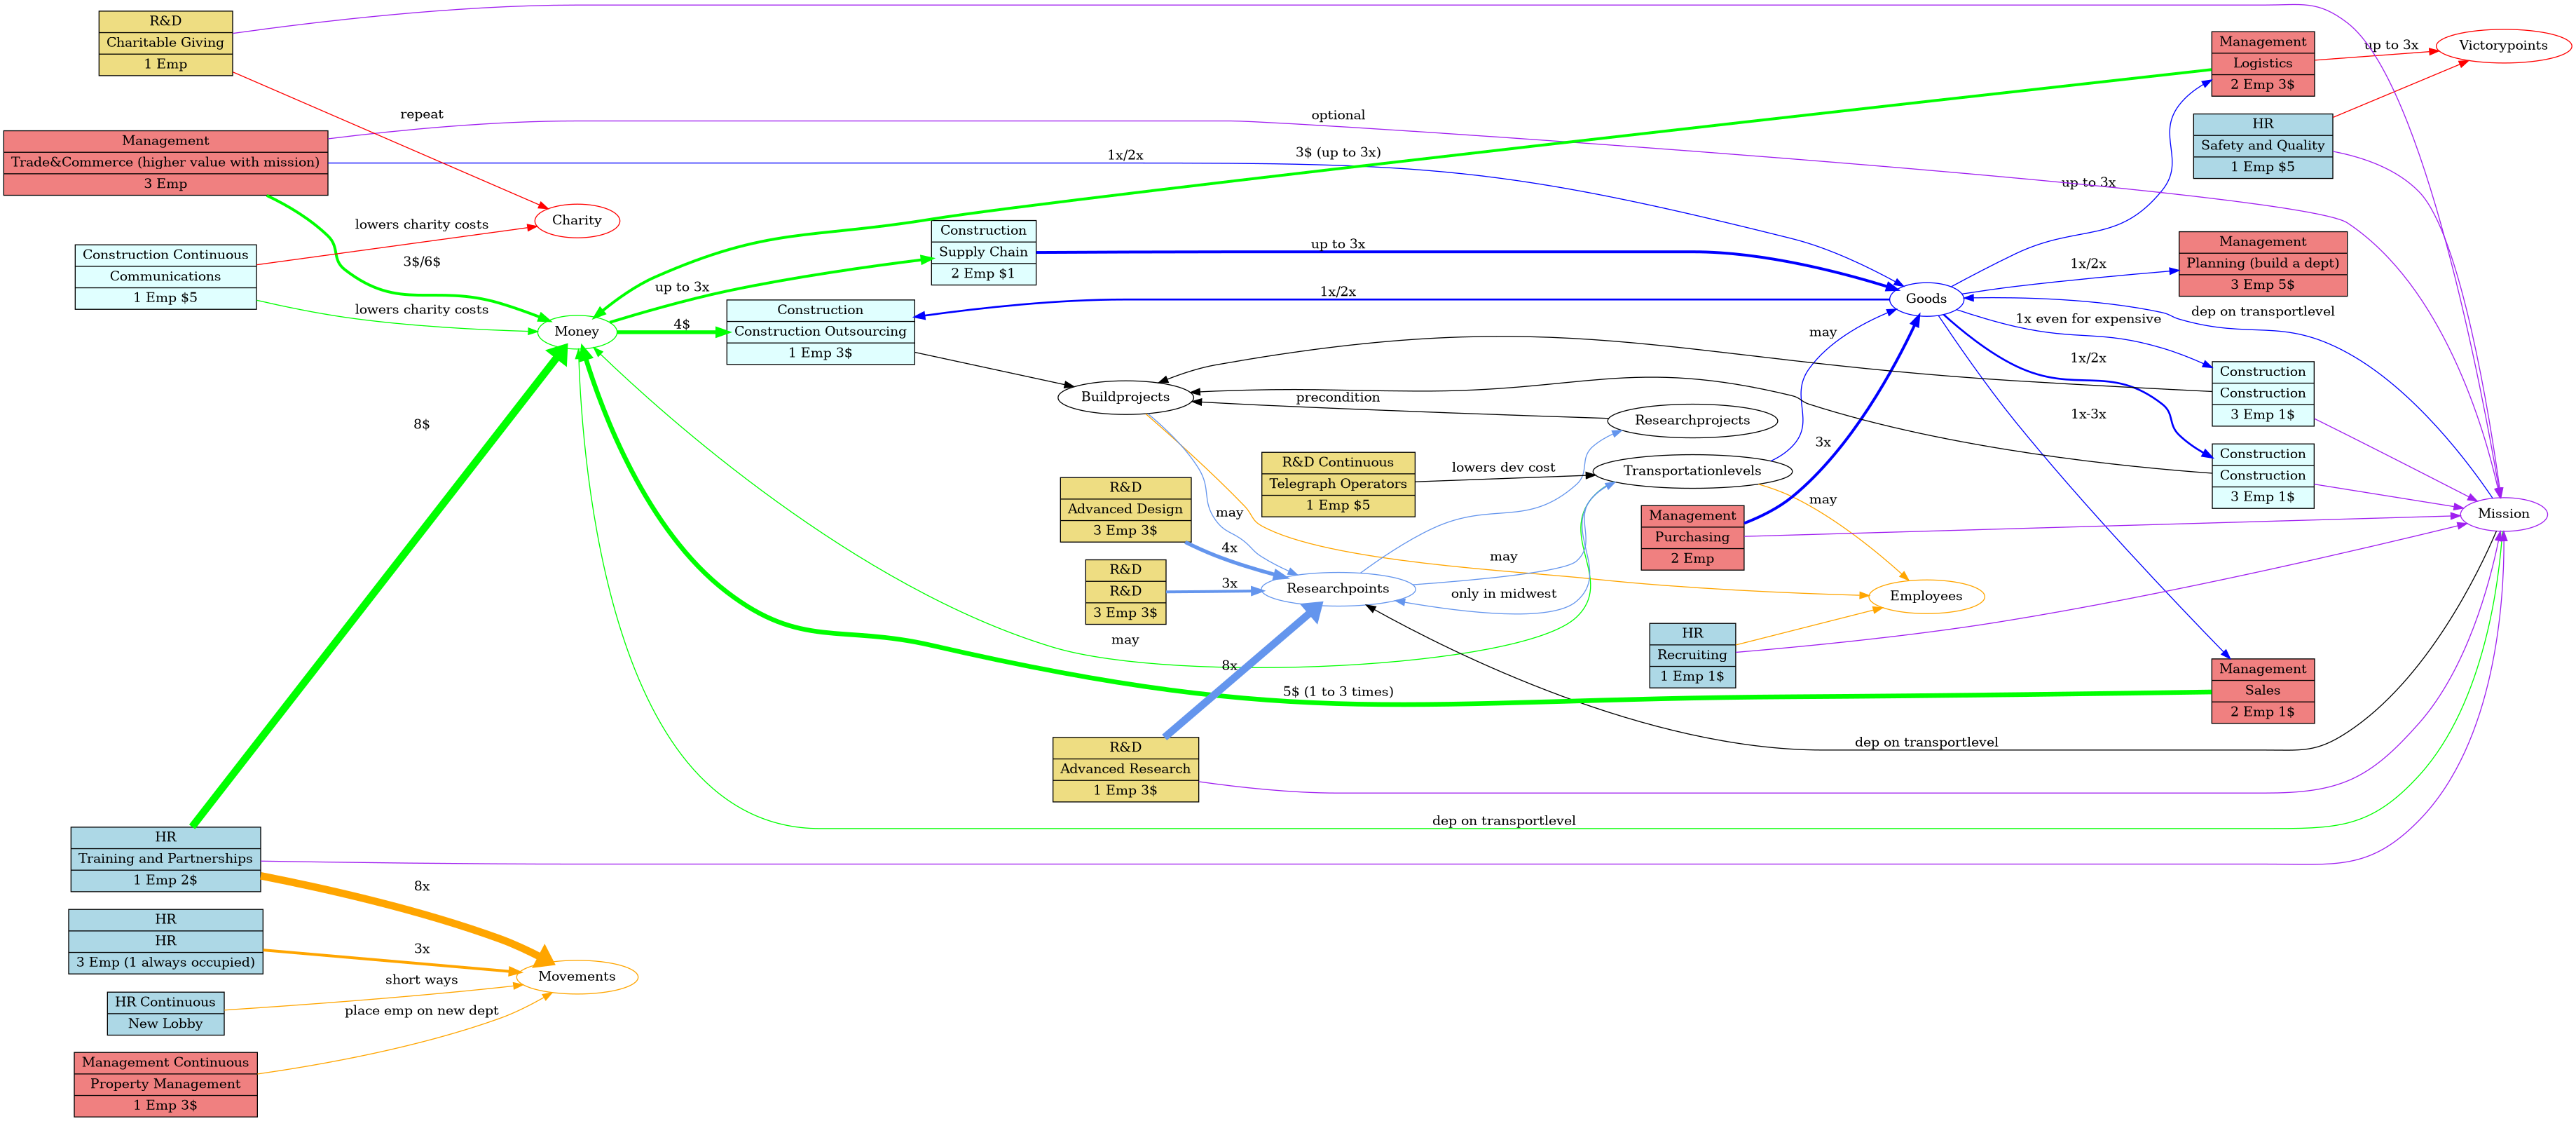 R&D
Charitable Giving
1 Emp
Management
Logistics
2 Emp 3$
up to 3x
Victorypoints
repeat
optional
Management
Trade&Commerce (higher value with mission)
3 Emp
1x/2x
3$ (up to 3x)
HR
Safety and Quality
1 Emp $5
up to 3x
Charity
lowers charity costs
3$/6$
Construction Continuous
Communications
1 Emp $5
lowers charity costs
Construction
Supply Chain
2 Emp $1
up to 3x
up to 3x
Management
Planning (build a dept)
3 Emp 5$
1x/2x
Goods
1x/2x
dep on transportlevel
1x even for expensive
Money
4$
Construction
Construction Outsourcing
1 Emp 3$
may
1x/2x
Construction
Construction
3 Emp 1$
Buildprojects
precondition
Researchprojects
1x-3x
8$
3x
Construction
Construction
3 Emp 1$
R&D Continuous
Telegraph Operators
1 Emp $5
lowers dev cost
Transportationlevels
R&D
Advanced Design
3 Emp 3$
may
may
Management
Purchasing
2 Emp
Mission
4x
may
R&D
R&D
3 Emp 3$
3x
Researchpoints
only in midwest
Employees
may
HR
Recruiting
1 Emp 1$
8x
5$ (1 to 3 times)
Management
Sales
2 Emp 1$
R&D
Advanced Research
1 Emp 3$
dep on transportlevel
dep on transportlevel
HR
Training and Partnerships
1 Emp 2$
8x
HR
HR
3 Emp (1 always occupied)
3x
Movements
short ways
HR Continuous
New Lobby
place emp on new dept
Management Continuous
Property Management
1 Emp 3$